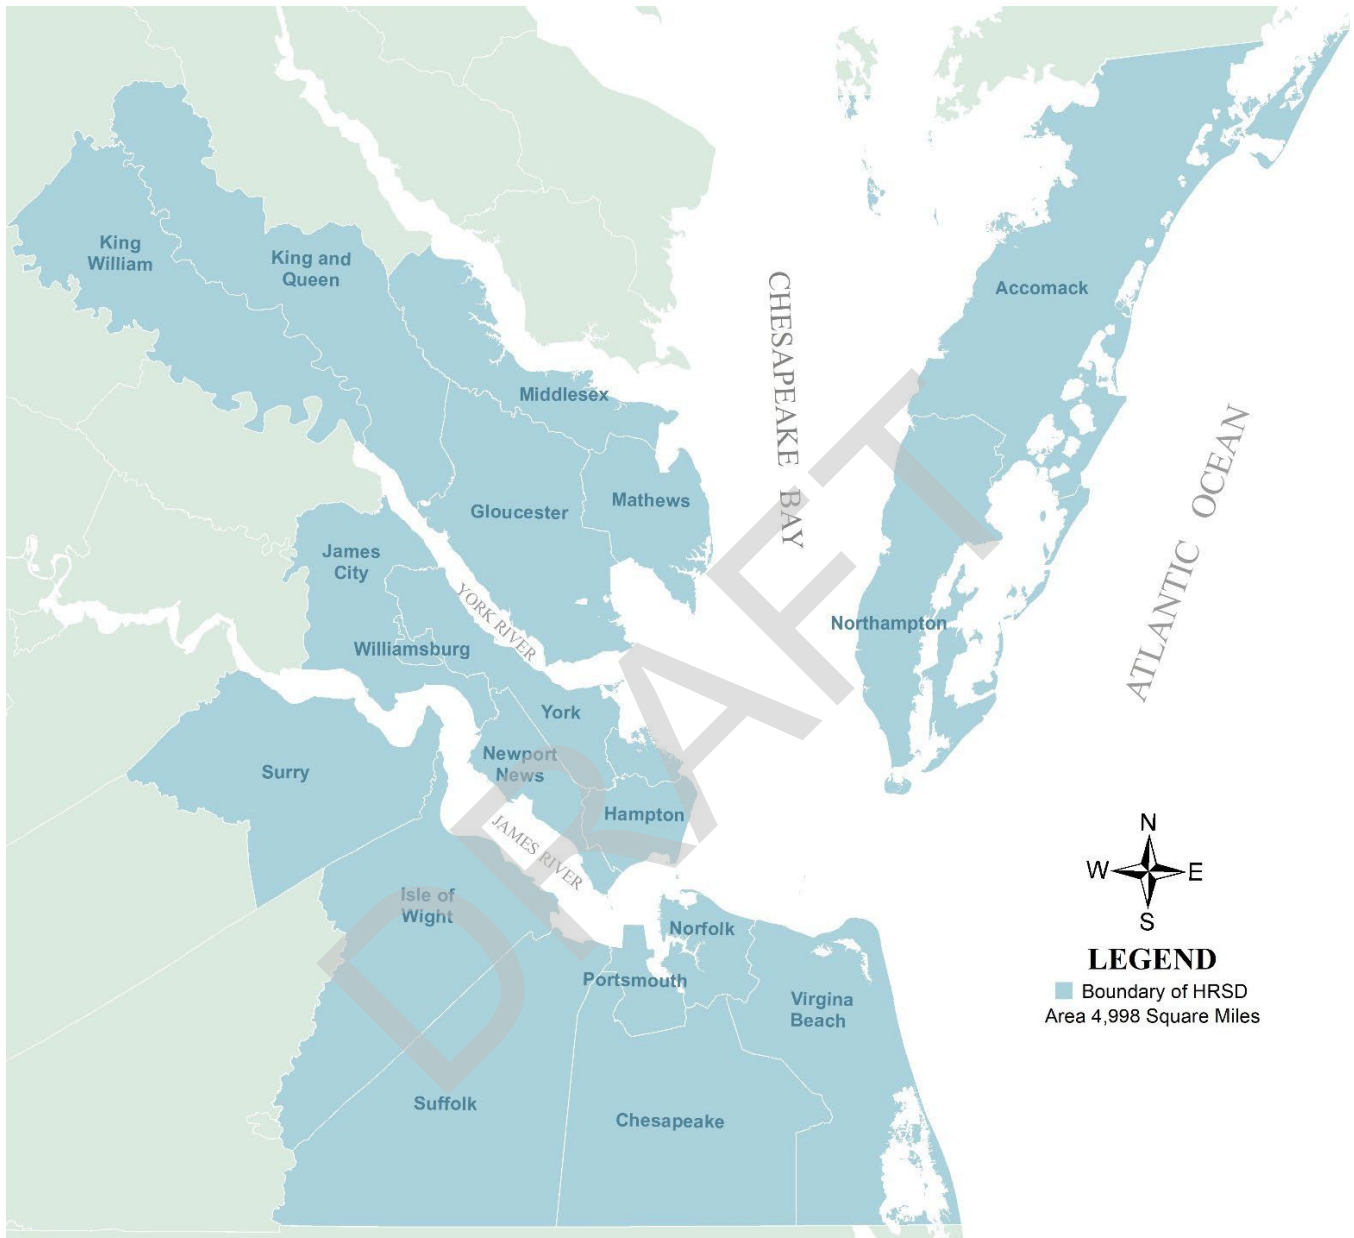 King
William
King and
Queen
Accomack
CHESAPEAKE BAY
Middlesex
ATLANTIC OCEAN
Mathews
Gloucester
James
City
YORK RIVER
Northampton
Williamsburg
York
Newport
News
Surry
Hampton
JAMES RIVER
Isle of
Wight
Norfolk
Portsmouth
Virgina
Beach
Suffolk
Chesapeake
DRAFT
N
W E
S
LEGEND
Boundary of HRSD
Area 4,998 Square Miles